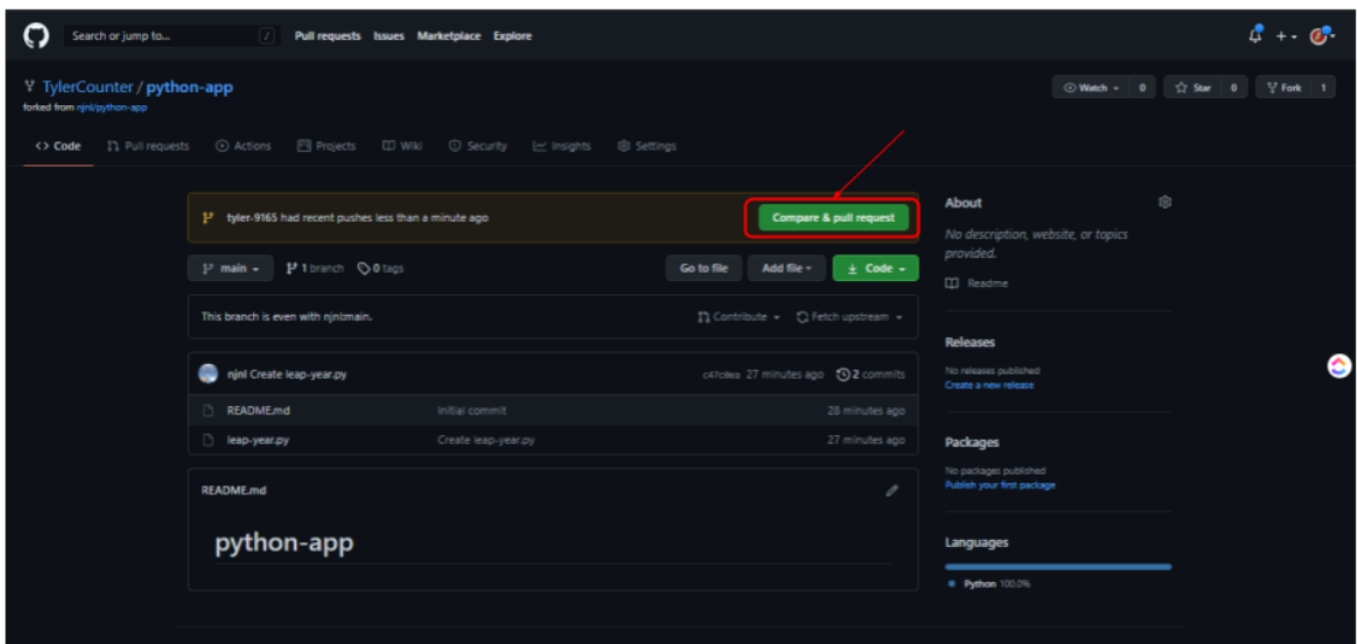 Search or jump to... /
Pull requests Issues Marketplace Explore
TylerCounter / python-app
forked from njnl/python-app
Watch 0 Star 0 Fork 1
<> Code Pull requests Actions Projects Wiki Security Insights Settings
tyler-9165 had recent pushes less than a minute ago
Compare & pull request
main 1 branch 0 tags
Go to file Add file Code
This branch is even with njnl:main.
Contribute Fetch upstream
njnl Create leap-year.py
27 minutes ago 2 commits
README.md Initial commit 28 minutes ago
leap-year.py Create leap-year.py 27 minutes ago
README.md
python-app
About
No description, website, or topics
provided.
Readme
Releases
No releases published
Create a new release
Packages
No packages published
Publish your first package
Languages
Python 100.0%